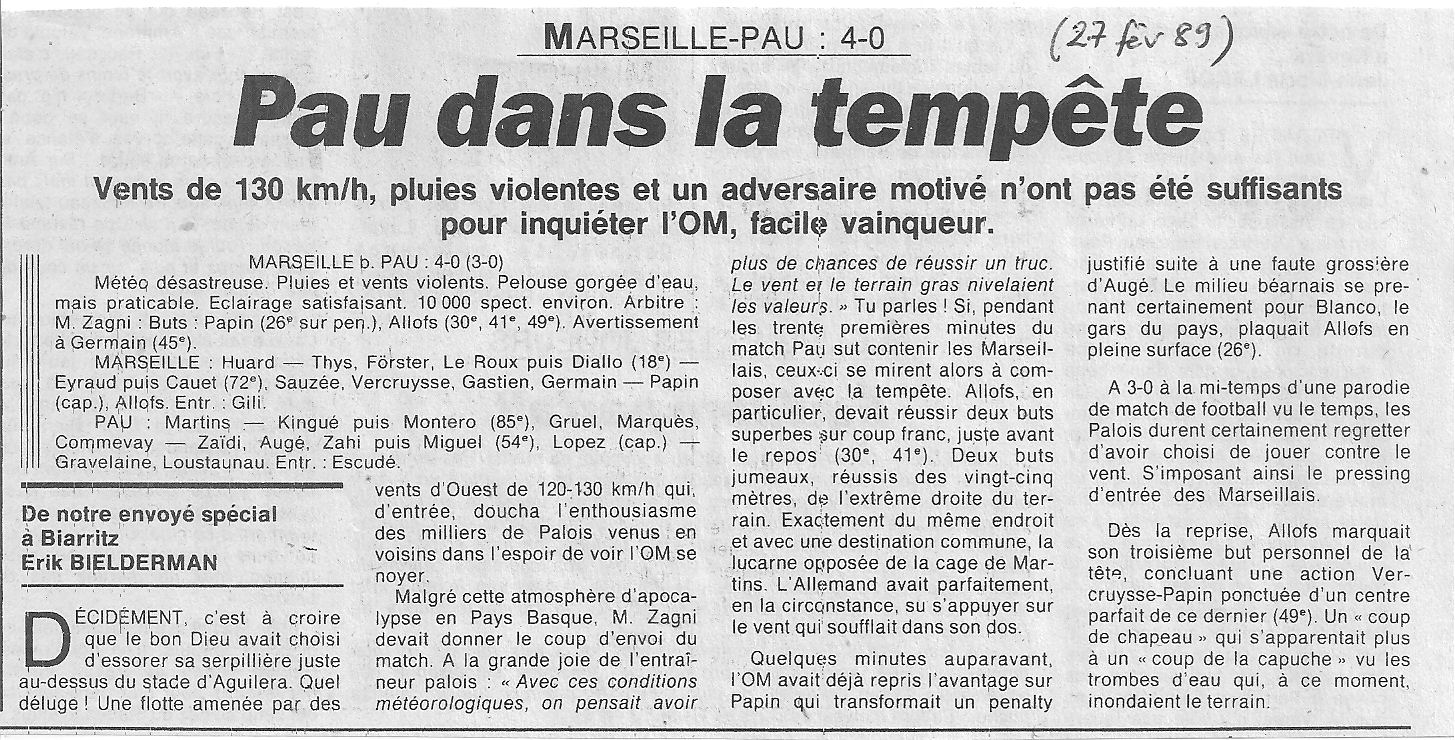 MARSEILLE-PAU : 4-0
(27 fév 89)
Pau dans la tempête
Vents de 130 km/h, pluies violentes et un adversaire motivé n'ont pas été suffisants
pour inquiéter l'OM, facile vainqueur.
MARSEILLE b. PAU : 4-0 (3-0)
Météo désastreuse. Pluies et vents violents. Pelouse gorgée d'eau,
mais praticable. Eclairage satisfaisant. 10 000 spect. environ. Arbitre :
M. Zagni : Buts : Papin (26e sur pen.), Allofs (30e, 41e, 49e). Avertissement
à Germain (45e).
MARSEILLE : Huard — Thys, Förster, Le Roux puis Diallo (18e) —
Eyraud puis Cauet (72e), Sauzée, Vercruysse, Gastien, Germain — Papin
(cap.), Allofs. Entr. : Gili.
PAU : Martins — Kingué puis Montero (85e), Gruel, Marquès,
Commevay — Zaïdi, Augé, Zahi puis Miguel (54e), Lopez (cap.) —
Gravelaine, Loustaunau. Entr. : Escudé.
De notre envoyé spécial
à Biarritz
Erik BIELDERMAN
DÉCIDÉMENT, c'est à croire
que le bon Dieu avait choisi
d'essorer sa serpillière juste
au-dessus du stade d'Aguilera. Quel
déluge ! Une flotte amenée par des
vents d'Ouest de 120-130 km/h qui,
d'entrée, doucha l'enthousiasme
des milliers de Palois venus en
voisins dans l'espoir de voir l'OM se
noyer.
Malgré cette atmosphère d'apoca-
lypse en Pays Basque, M. Zagni
devait donner le coup d'envoi du
match. A la grande joie de l'entraî-
neur palois : « Avec ces conditions
météorologiques, on pensait avoir
plus de chances de réussir un truc.
Le vent et le terrain gras nivelaient
les valeurs. » Tu parles ! Si, pendant
les trente premières minutes du
match Pau sut contenir les Marseil-
lais, ceux-ci se mirent alors à com-
poser avec la tempête. Allofs, en
particulier, devait réussir deux buts
superbes sur coup franc, juste avant
le repos (30e, 41e). Deux buts
jumeaux, réussis des vingt-cinq
mètres, de l'extrême droite du ter-
rain. Exactement du même endroit
et avec une destination commune, la
lucarne opposée de la cage de Mar-
tins. L'Allemand avait parfaitement,
en la circonstance, su s'appuyer sur
le vent qui soufflait dans son dos.
Quelques minutes auparavant,
l'OM avait déjà repris l'avantage sur
Papin qui transformait un penalty
justifié suite à une faute grossière
d'Augé. Le milieu béarnais se pre-
nant certainement pour Blanco, le
gars du pays, plaquait Allofs en
pleine surface (26e).
A 3-0 à la mi-temps d'une parodie
de match de football vu le temps, les
Palois durent certainement regretter
d'avoir choisi de jouer contre le
vent. S'imposant ainsi le pressing
d'entrée des Marseillais.
Dès la reprise, Allofs marquait
son troisième but personnel de la
tête, concluant une action Ver-
cruysse-Papin ponctuée d'un centre
parfait de ce dernier (49e). Un « coup
de chapeau » qui s'apparentait plus
à un « coup de la capuche » vu les
trombes d'eau qui, à ce moment,
inondaient le terrain.